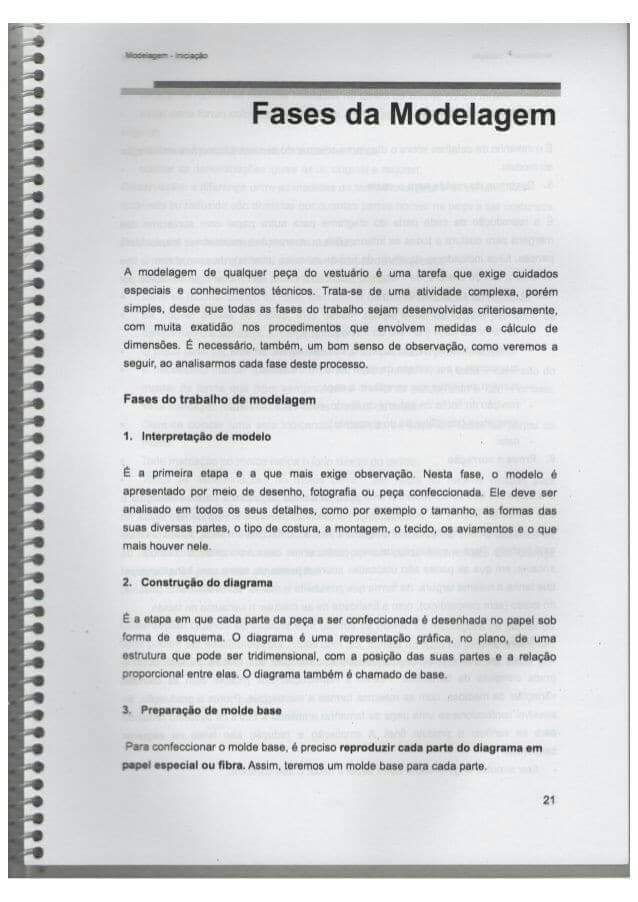 Modelagem - Iniciação
Fases da Modelagem
A modelagem de qualquer peça do vestuário é uma tarefa que exige cuidados
especiais e conhecimentos técnicos. Trata-se de uma atividade complexa, porém
simples, desde que todas as fases do trabalho sejam desenvolvidas criteriosamente,
com muita exatidão nos procedimentos que envolvem medidas e cálculo de
dimensões. É necessário, também, um bom senso de observação, como veremos a
seguir, ao analisarmos cada fase deste processo.
Fases do trabalho de modelagem
1. Interpretação de modelo
É a primeira etapa e a que mais exige observação. Nesta fase, o modelo é
apresentado por meio de desenho, fotografia ou peça confeccionada. Ele deve ser
analisado em todos os seus detalhes, como por exemplo o tamanho, as formas das
suas diversas partes, o tipo de costura, a montagem, o tecido, os aviamentos e o que
mais houver nele.
2. Construção do diagrama
É a etapa em que cada parte da peça a ser confeccionada é desenhada no papel sob
forma de esquema. O diagrama é uma representação gráfica, no plano, de uma
estrutura que pode ser tridimensional, com a posição das suas partes e a relação
proporcional entre elas. O diagrama também é chamado de base.
3. Preparação de molde base
Para confeccionar o molde base, é preciso reproduzir cada parte do diagrama em
papel especial ou fibra. Assim, teremos um molde base para cada parte.
21